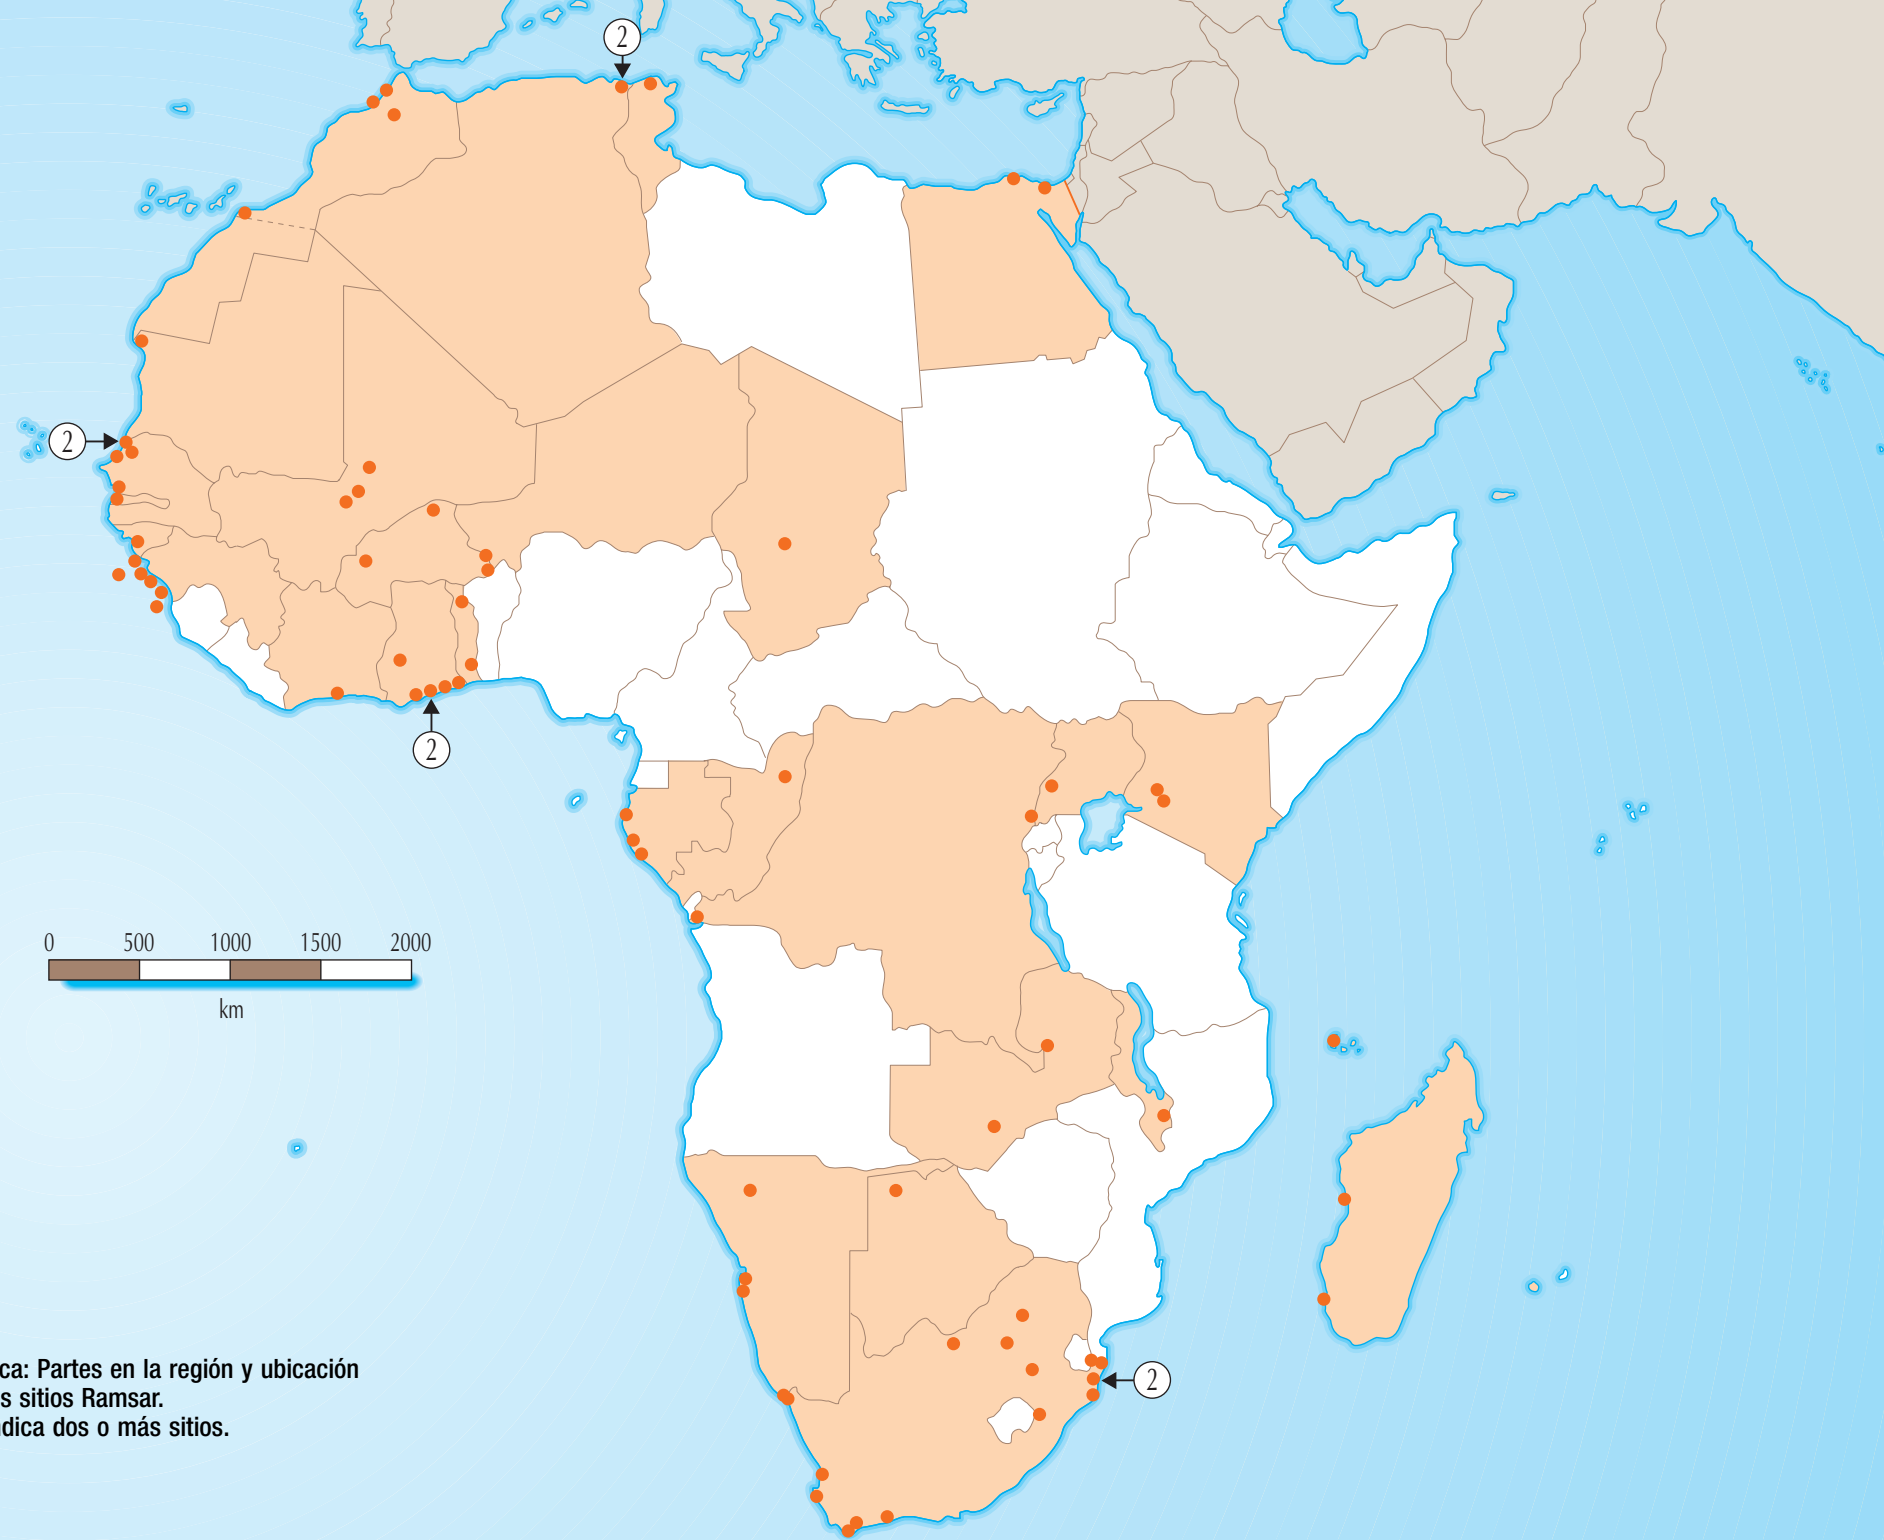 2
2
2
0 500 1000 1500 2000
km
2
ca: Partes en la región y ubicación
s sitios Ramsar.
ndica dos o más sitios.